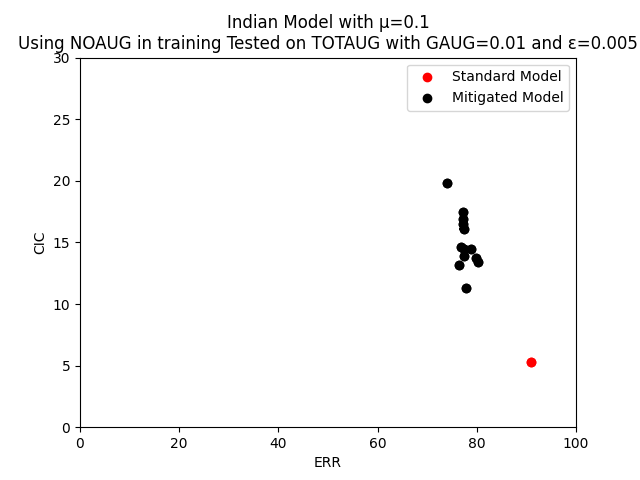 Indian Model with μ=0.1
Using NOAUG in training Tested on TOTAUG with GAUG=0.01 and ε=0.005
Standard Model
Mitigated Model
CIC
30
25
20
15
10
5
0
0 20 40 60 80 100
ERR